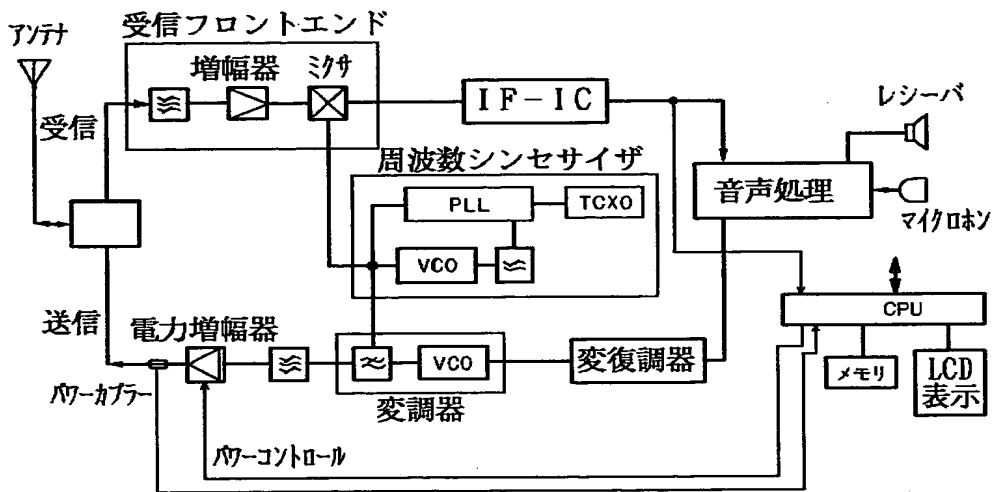 受信フロントエンド
アンテナ
増幅器
ミクサ
IF-IC
レシーバ
受信
周波数シンセサイザ
音声処理
PLL
TCXO
マイクロホン
VCO
CPU
送信
電力増幅器
変復調器
メモリ
LCD
表示
VCO
パワーカプラー
変調器
パワーコントロール